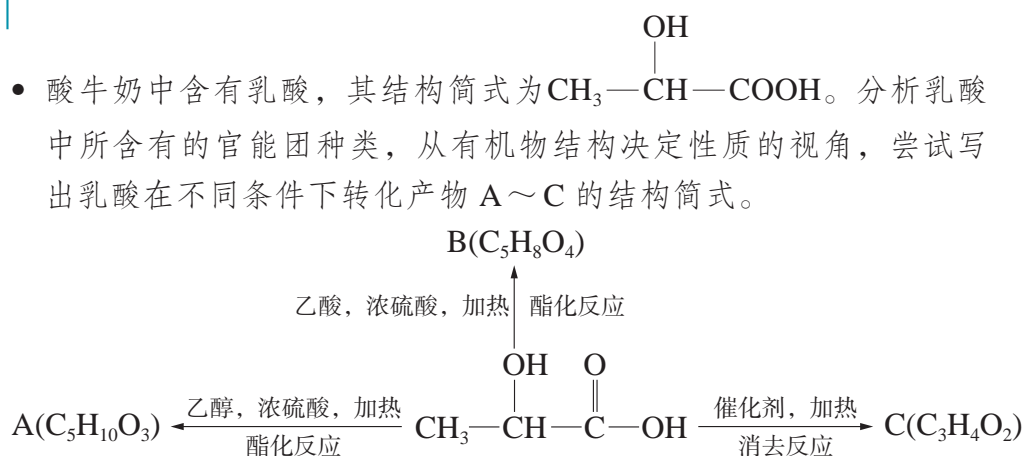 OH
• 酸牛奶中含有乳酸，其结构简式为CH₃—CH—COOH。分析乳酸
中所含有的官能团种类，从有机物结构决定性质的视角，尝试写
出乳酸在不同条件下转化产物 A～C 的结构简式。
B(C₅H₈O₄)
乙酸，浓硫酸，加热 酯化反应
OH O
A(C₅H₁₀O₃) 乙醇，浓硫酸，加热 CH₃—CH—C—OH 催化剂，加热 C(C₃H₄O₂)
酯化反应 消去反应